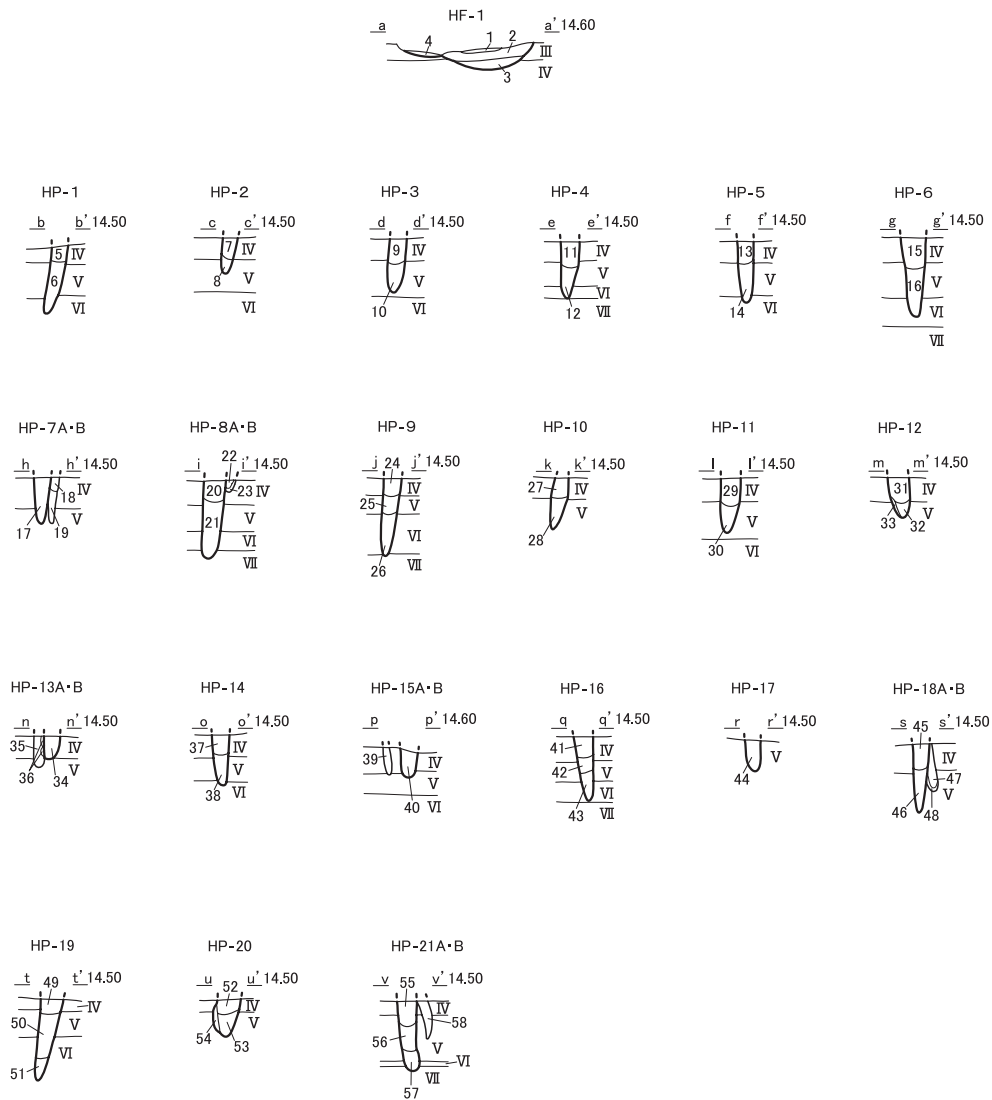 HF-1
a a’ 14.60
1 2 4 Ⅲ
3 Ⅳ
HP-1 HP-2 HP-3 HP-4 HP-5 HP-6
b b’ 14.50 c c’ 14.50 d d’ 14.50 e e’ 14.50 f f’ 14.50 g g’ 14.50
5 Ⅳ 7 Ⅳ 9 Ⅳ 11 Ⅳ 13 Ⅳ 15 Ⅳ
6 Ⅴ 8 Ⅴ Ⅴ Ⅴ Ⅴ 16 Ⅴ
Ⅵ Ⅵ 10 Ⅵ Ⅵ 12 Ⅶ 14 Ⅵ Ⅵ
Ⅶ
HP-7A・B HP-8A・B HP-9 HP-10 HP-11 HP-12
h h’ 14.50 i 22 i’ 14.50 j 24 j’ 14.50 k k’ 14.50 l l’ 14.50 m m’ 14.50
18 Ⅳ 20 23 Ⅳ Ⅳ 27 Ⅳ 29 Ⅳ 31 Ⅳ
17 19 Ⅴ 21 Ⅴ 25 Ⅴ 28 Ⅴ 30 Ⅴ 33 32 Ⅴ
Ⅵ Ⅵ Ⅵ
Ⅶ 26 Ⅶ
HP-13A・B HP-14 HP-15A・B HP-16 HP-17 HP-18A・B
n n’ 14.50 o o’ 14.50 p p’ 14.60 q q’ 14.50 r r’ 14.50 s 45 s’ 14.50
35 Ⅳ 37 Ⅳ 39 Ⅳ 41 Ⅳ Ⅳ Ⅳ
36 34 Ⅴ Ⅴ Ⅴ 42 Ⅴ 44 Ⅴ 47 Ⅴ
38 Ⅵ 40 Ⅵ Ⅵ 46 48
43 Ⅶ
HP-19 HP-20 HP-21A・B
t 49 t’ 14.50 u 52 u’ 14.50 v 55 v’ 14.50
Ⅳ Ⅳ Ⅳ
50 Ⅴ 54 53 Ⅴ 56 58 Ⅴ
Ⅵ Ⅵ
51 57 Ⅶ